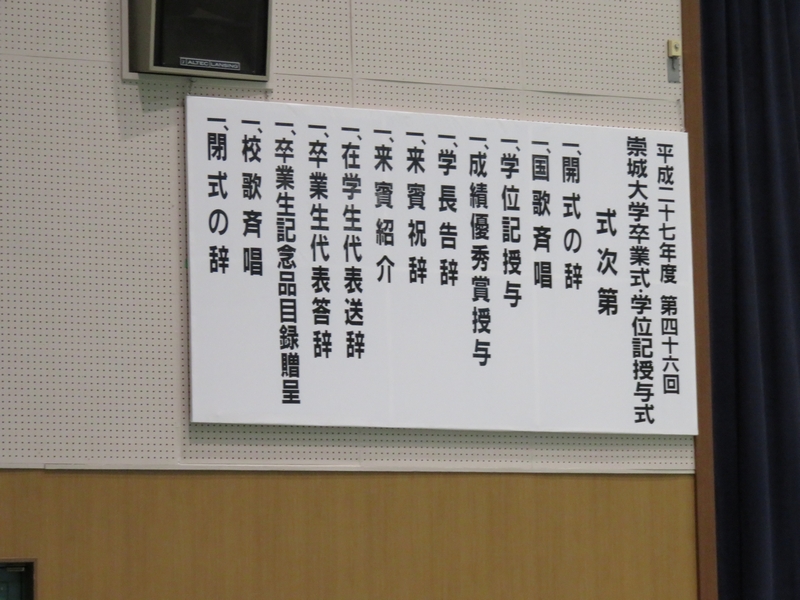 平成二十七年度 第四十六回
崇城大学卒業式・学位記授与式
式次第
一、開式の辞
一、国歌斉唱
一、学位記授与
一、成績優秀賞授与
一、学長告辞
一、来賓祝辞
一、来賓紹介
一、在学生代表送辞
一、卒業生代表答辞
一、卒業生記念品目録贈呈
一、校歌斉唱
一、閉式の辞
ALTEC LANSING